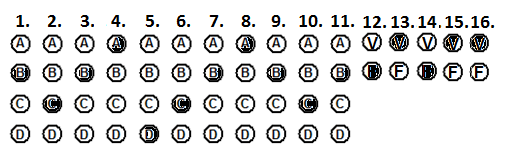 1. 2. 3. 4. 5. 6. 7. 8. 9. 10. 11. 12. 13. 14. 15. 16.
A A A A A A A A A A A V V V V V
B B B B B B B B B B B F F F F F
C C C C C C C C C C C
D D D D D D D D D D D